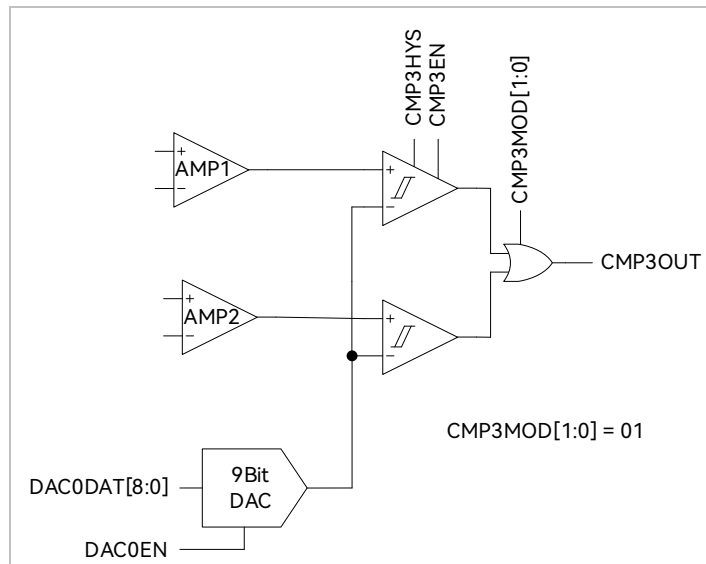 CMP3HYS
CMP3EN
CMP3MOD[1:0]
+
AMP1
−
+
−
CMP3OUT
+
AMP2
−
+
−
CMP3MOD[1:0] = 01
9Bit
DAC
DAC0DAT[8:0]
DAC0EN